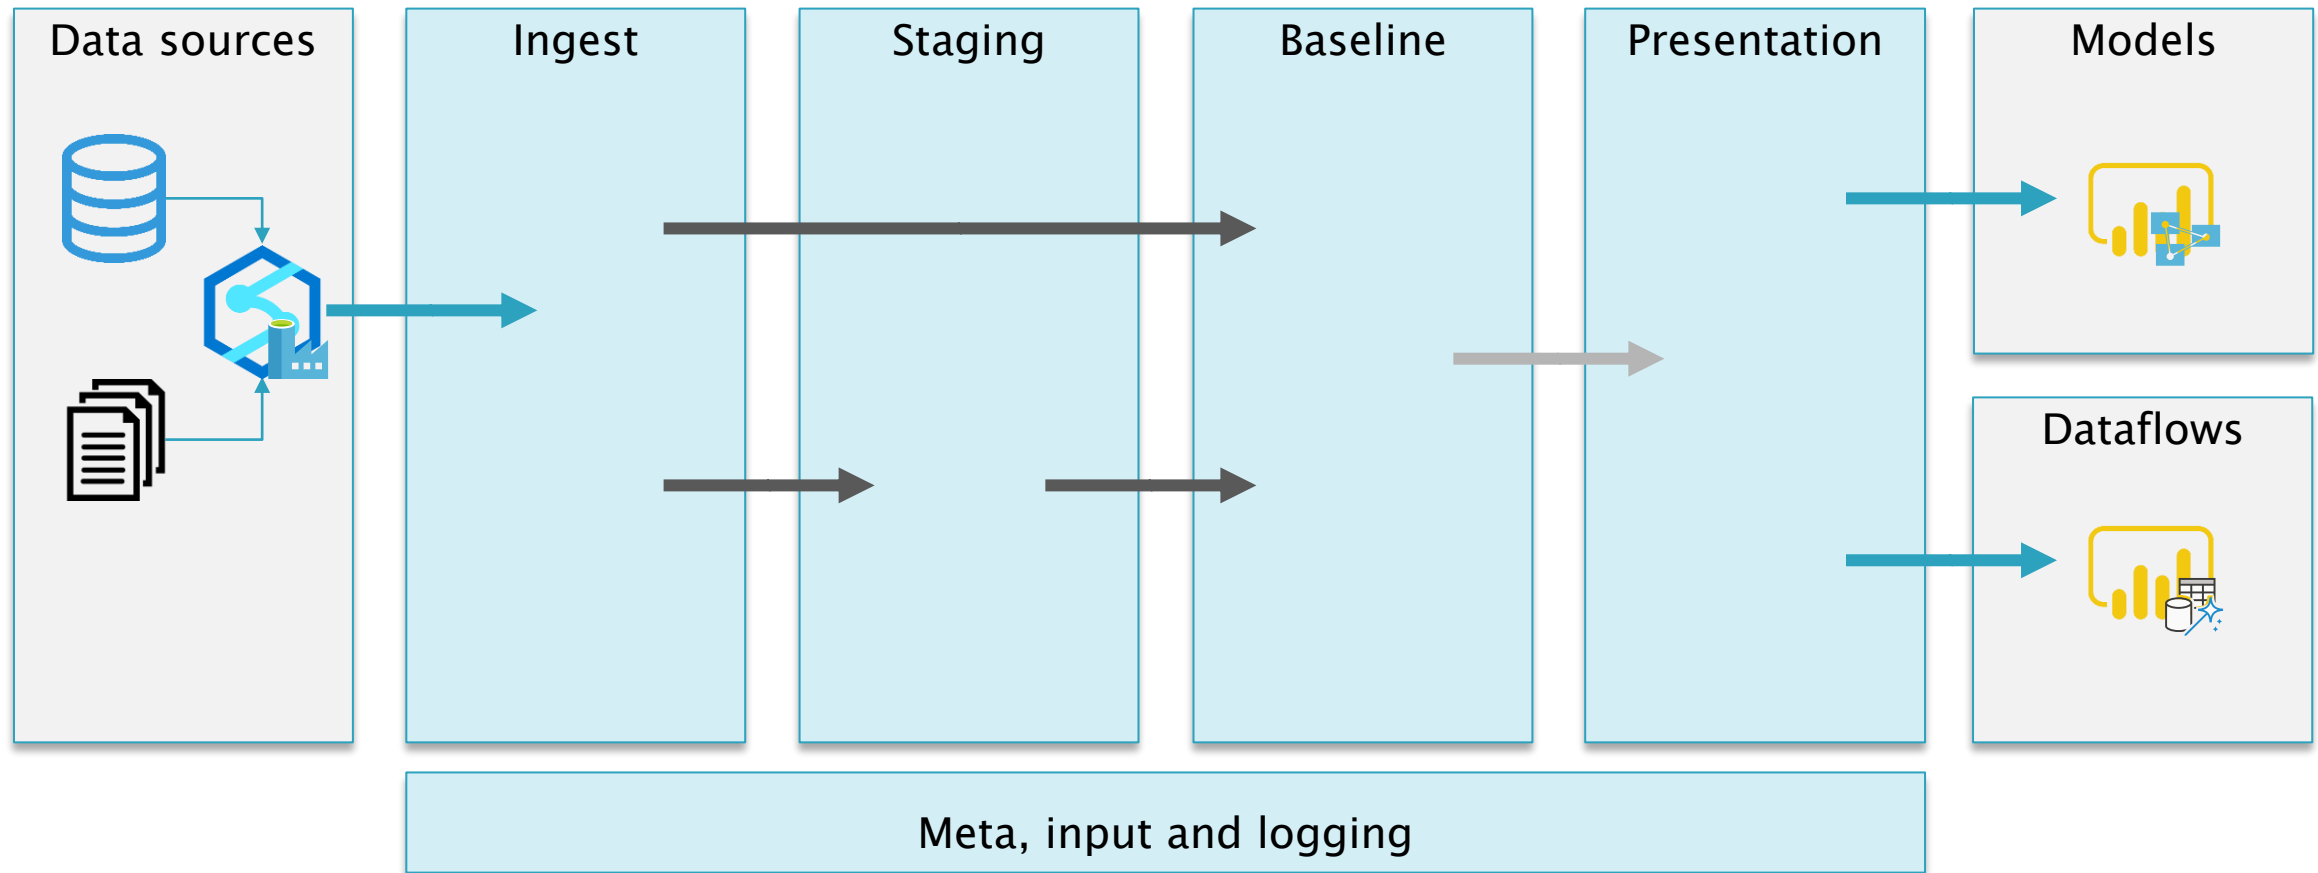 Data sources
Ingest
Staging
Baseline
Presentation
Models
Dataflows
Meta, input and logging